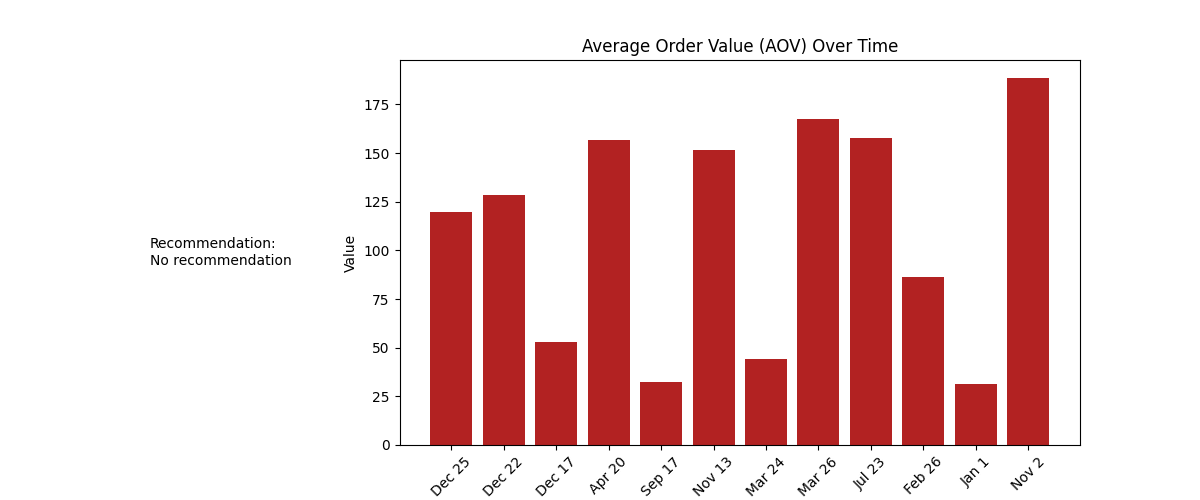 Average Order Value (AOV) Over Time
Recommendation:
No recommendation
Value
175
150
125
100
75
50
25
0
Dec 25
Dec 22
Dec 17
Apr 20
Sep 17
Nov 13
Mar 24
Mar 26
Jul 23
Feb 26
Jan 1
Nov 2